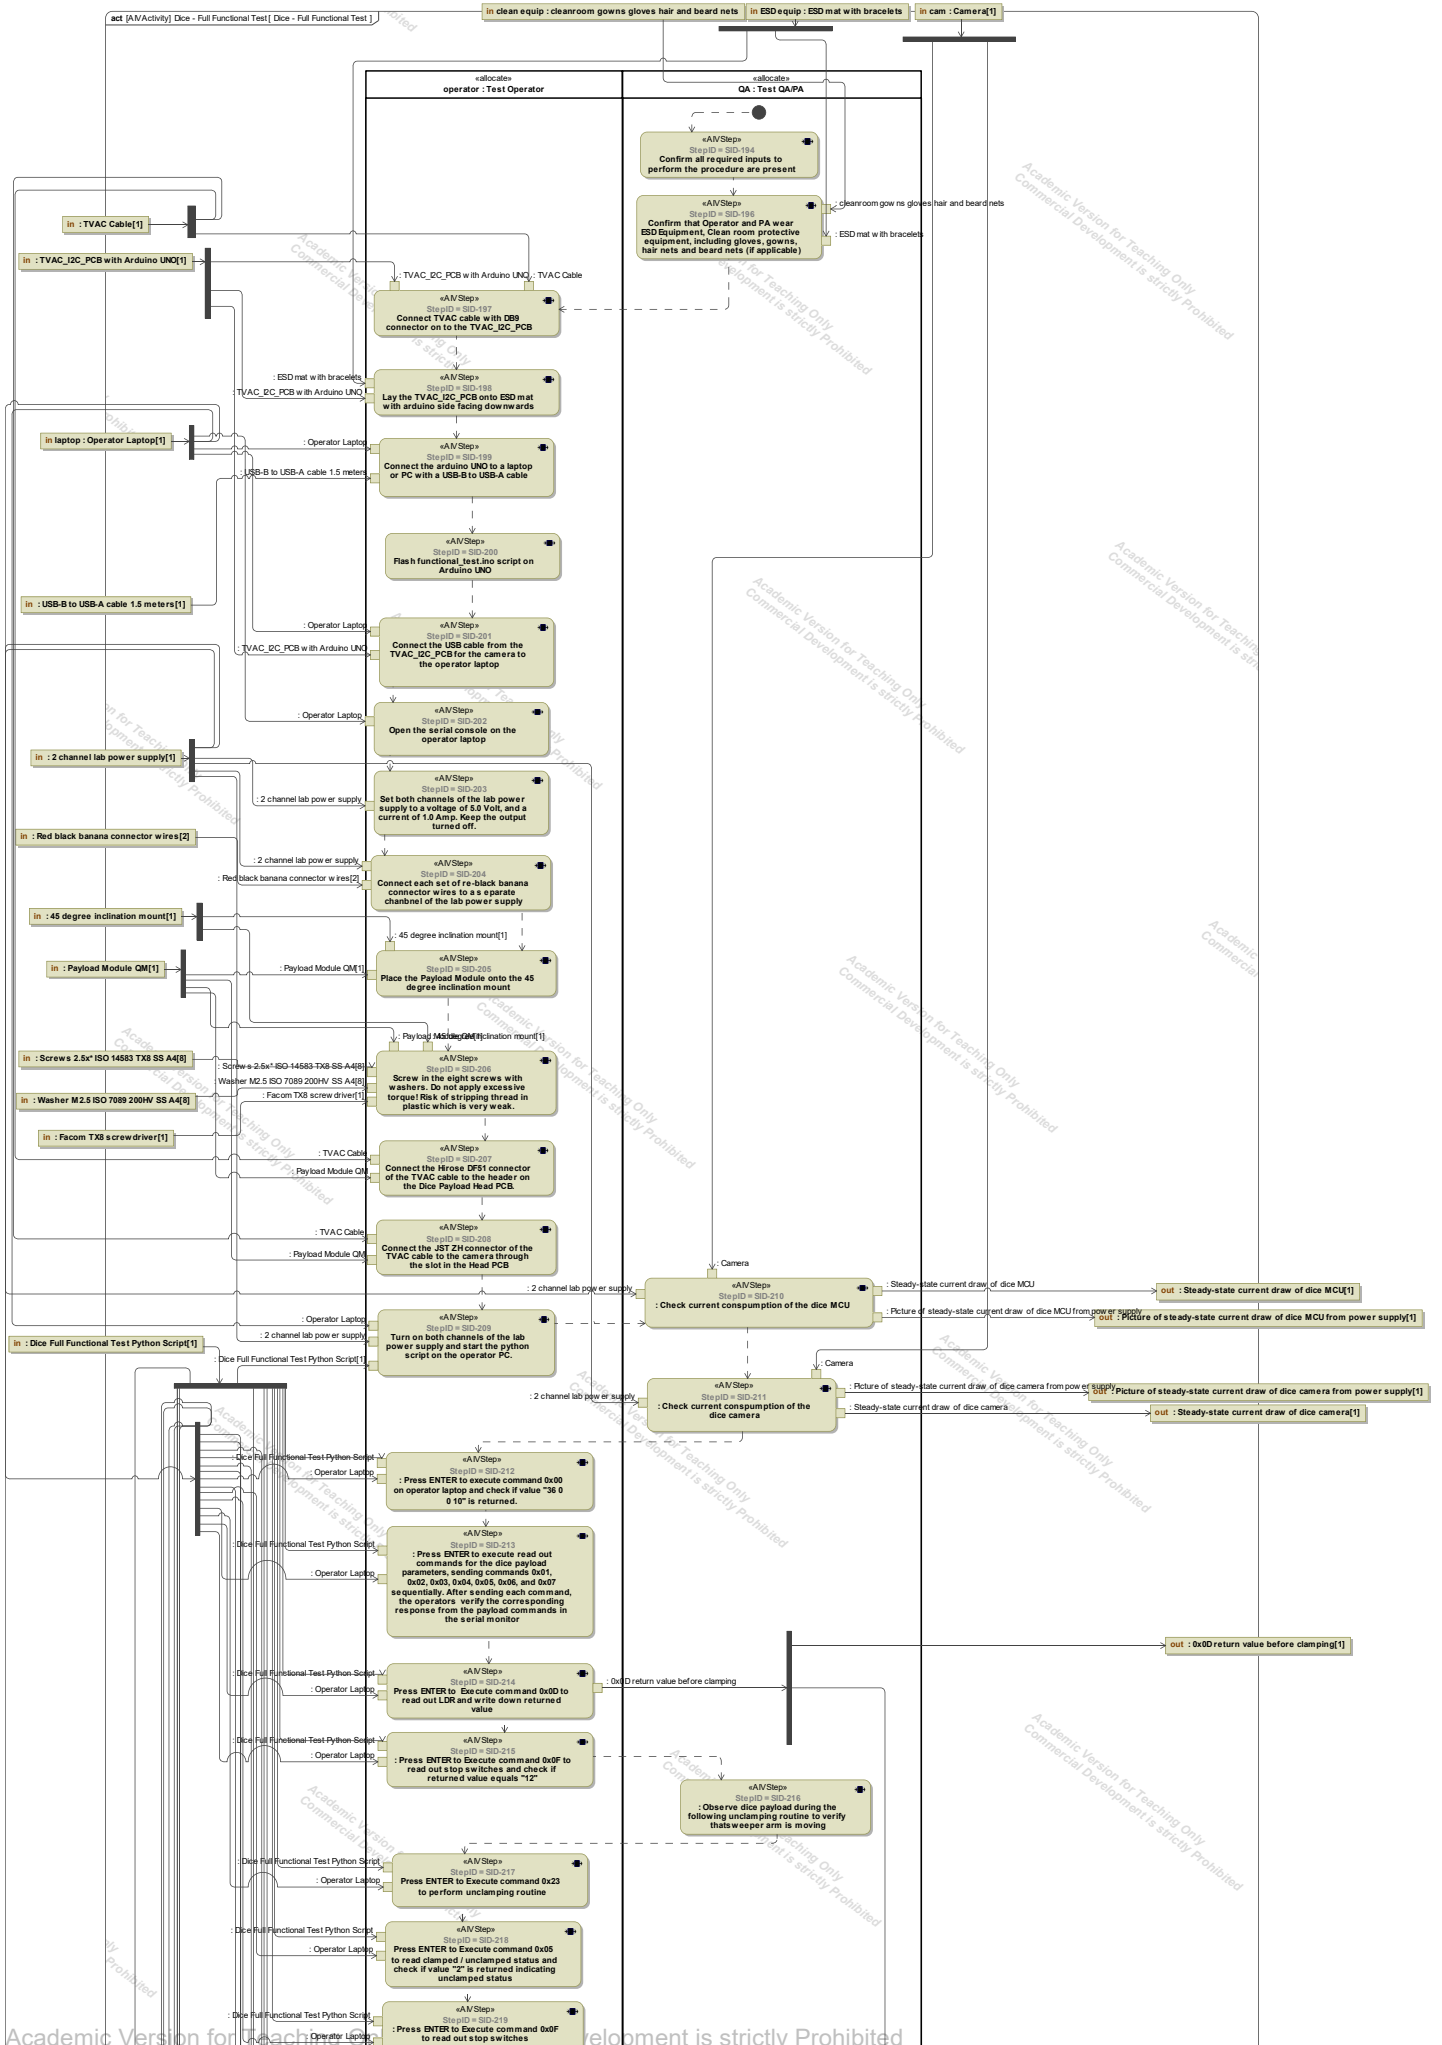 act [AIVActivity] Dice - Full Functional Test[ Dice - Full Functional Test ]
in clean equip : cleanroom gowns gloves hair and beard nets
in ESD equip : ESD mat with bracelets
in cam : Camera[1]
«allocate»
operator : Test Operator
«allocate»
QA : Test QA/PA
«AIVStep»
StepID = SID-194
Confirm all required inputs to
perform the procedure are present
«AIVStep»
StepID = SID-196
Confirm that Operator and PA wear
ESD Equipment, Clean room protective
equipment, including gloves, gowns,
hair nets and beard nets (if applicable)
: cleanroom gowns gloves hair and beard nets
: ESD mat with bracelets
in : TVAC Cable[1]
in : TVAC_I2C_PCB with Arduino UNO[1]
: TVAC_I2C_PCB with Arduino UNO
: TVAC Cable
«AIVStep»
StepID = SID-197
Connect TVAC cable with DB9
connector on to the TVAC_I2C_PCB
: ESD mat with bracelets
: TVAC_I2C_PCB with Arduino UNO
«AIVStep»
StepID = SID-198
Lay the TVAC_I2C_PCB onto ESD mat
with arduino side facing downwards
in laptop : Operator Laptop[1]
: Operator Laptop
: USB-B to USB-A cable 1.5 meters
«AIVStep»
StepID = SID-199
Connect the arduino UNO to a laptop
or PC with a USB-B to USB-A cable
«AIVStep»
StepID = SID-200
Flash functional_test.ino script on
Arduino UNO
in : USB-B to USB-A cable 1.5 meters[1]
: Operator Laptop
: TVAC_I2C_PCB with Arduino UNO
«AIVStep»
StepID = SID-201
Connect the USB cable from the
TVAC_I2C_PCB for the camera to
the operator laptop
: Operator Laptop
«AIVStep»
StepID = SID-202
Open the serial console on the
operator laptop
in : 2 channel lab power supply[1]
: 2 channel lab power supply
«AIVStep»
StepID = SID-203
Set both channels of the lab power
supply to a voltage of 5.0 Volt, and a
current of 1.0 Amp. Keep the output
turned off.
in : Red black banana connector wires[2]
: 2 channel lab power supply
: Red black banana connector wires[2]
«AIVStep»
StepID = SID-204
Connect each set of re-black banana
connector wires to a s eparate
chanbnel of the lab power supply
in : 45 degree inclination mount[1]
: 45 degree inclination mount[1]
in : Payload Module QM[1]
: Payload Module QM[1]
«AIVStep»
StepID = SID-205
Place the Payload Module onto the 45
degree inclination mount
: Payload Module QM[1]
: 45 degree inclination mount[1]
in : Screws 2.5x* ISO 14583 TX8 SS A4[8]
: Screws 2.5x* ISO 14583 TX8 SS A4[8]
: Washer M2.5 ISO 7089 200HV SS A4[8]
: Facom TX8 screwdriver[1]
in : Washer M2.5 ISO 7089 200HV SS A4[8]
in : Facom TX8 screwdriver[1]
«AIVStep»
StepID = SID-206
Screw in the eight screws with
washers. Do not apply excessive
torque! Risk of stripping thread in
plastic which is very weak.
: TVAC Cable
: Payload Module QM
«AIVStep»
StepID = SID-207
Connect the Hirose DF51 connector
of the TVAC cable to the header on
the Dice Payload Head PCB.
: TVAC Cable
: Payload Module QM
«AIVStep»
StepID = SID-208
Connect the JST ZH connector of the
TVAC cable to the camera through
the slot in the Head PCB
: Camera
: 2 channel lab power supply
«AIVStep»
StepID = SID-210
: Check current conspumption of the dice MCU
: Steady-state current draw of dice MCU
: Picture of steady-state current draw of dice MCU from power supply
out : Steady-state current draw of dice MCU[1]
out : Picture of steady-state current draw of dice MCU from power supply[1]
in : Dice Full Functional Test Python Script[1]
: Operator Laptop
: 2 channel lab power supply
: Dice Full Functional Test Python Script[1]
«AIVStep»
StepID = SID-209
Turn on both channels of the lab
power supply and start the python
script on the operator PC.
: Camera
: 2 channel lab power supply
«AIVStep»
StepID = SID-211
: Check current conspumption of the
dice camera
: Picture of steady-state current draw of dice camera from power supply
: Steady-state current draw of dice camera
out : Picture of steady-state current draw of dice camera from power supply[1]
out : Steady-state current draw of dice camera[1]
: Dice Full Functional Test Python Script
: Operator Laptop
«AIVStep»
StepID = SID-212
: Press ENTER to execute command 0x00
on operator laptop and check if value "36 0
0 10" is returned.
: Dice Full Functional Test Python Script
: Operator Laptop
«AIVStep»
StepID = SID-213
: Press ENTER to execute read out
commands for the dice payload
parameters, sending commands 0x01,
0x02, 0x03, 0x04, 0x05, 0x06, and 0x07
sequentially. After sending each command,
the operators verify the corresponding
response from the payload commands in
the serial monitor
: Dice Full Functional Test Python Script
: Operator Laptop
«AIVStep»
StepID = SID-214
Press ENTER to Execute command 0x0D to
read out LDR and write down returned
value
: 0x0D return value before clamping
out : 0x0D return value before clamping[1]
: Dice Full Functional Test Python Script
: Operator Laptop
«AIVStep»
StepID = SID-215
: Press ENTER to Execute command 0x0F to
read out stop switches and check if
returned value equals "12"
«AIVStep»
StepID = SID-216
: Observe dice payload during the
following unclamping routine to verify
thatsweeper arm is moving
: Dice Full Functional Test Python Script
: Operator Laptop
«AIVStep»
StepID = SID-217
Press ENTER to Execute command 0x23
to perform unclamping routine
: Dice Full Functional Test Python Script
: Operator Laptop
«AIVStep»
StepID = SID-218
Press ENTER to Execute command 0x05
to read clamped / unclamped status and
check if value "2" is returned indicating
unclamped status
: Dice Full Functional Test Python Script
: Operator Laptop
«AIVStep»
StepID = SID-219
: Press ENTER to Execute command 0x0F
to read out stop switches
Academic Version for Teaching Only
Commercial Development is strictly Prohibited